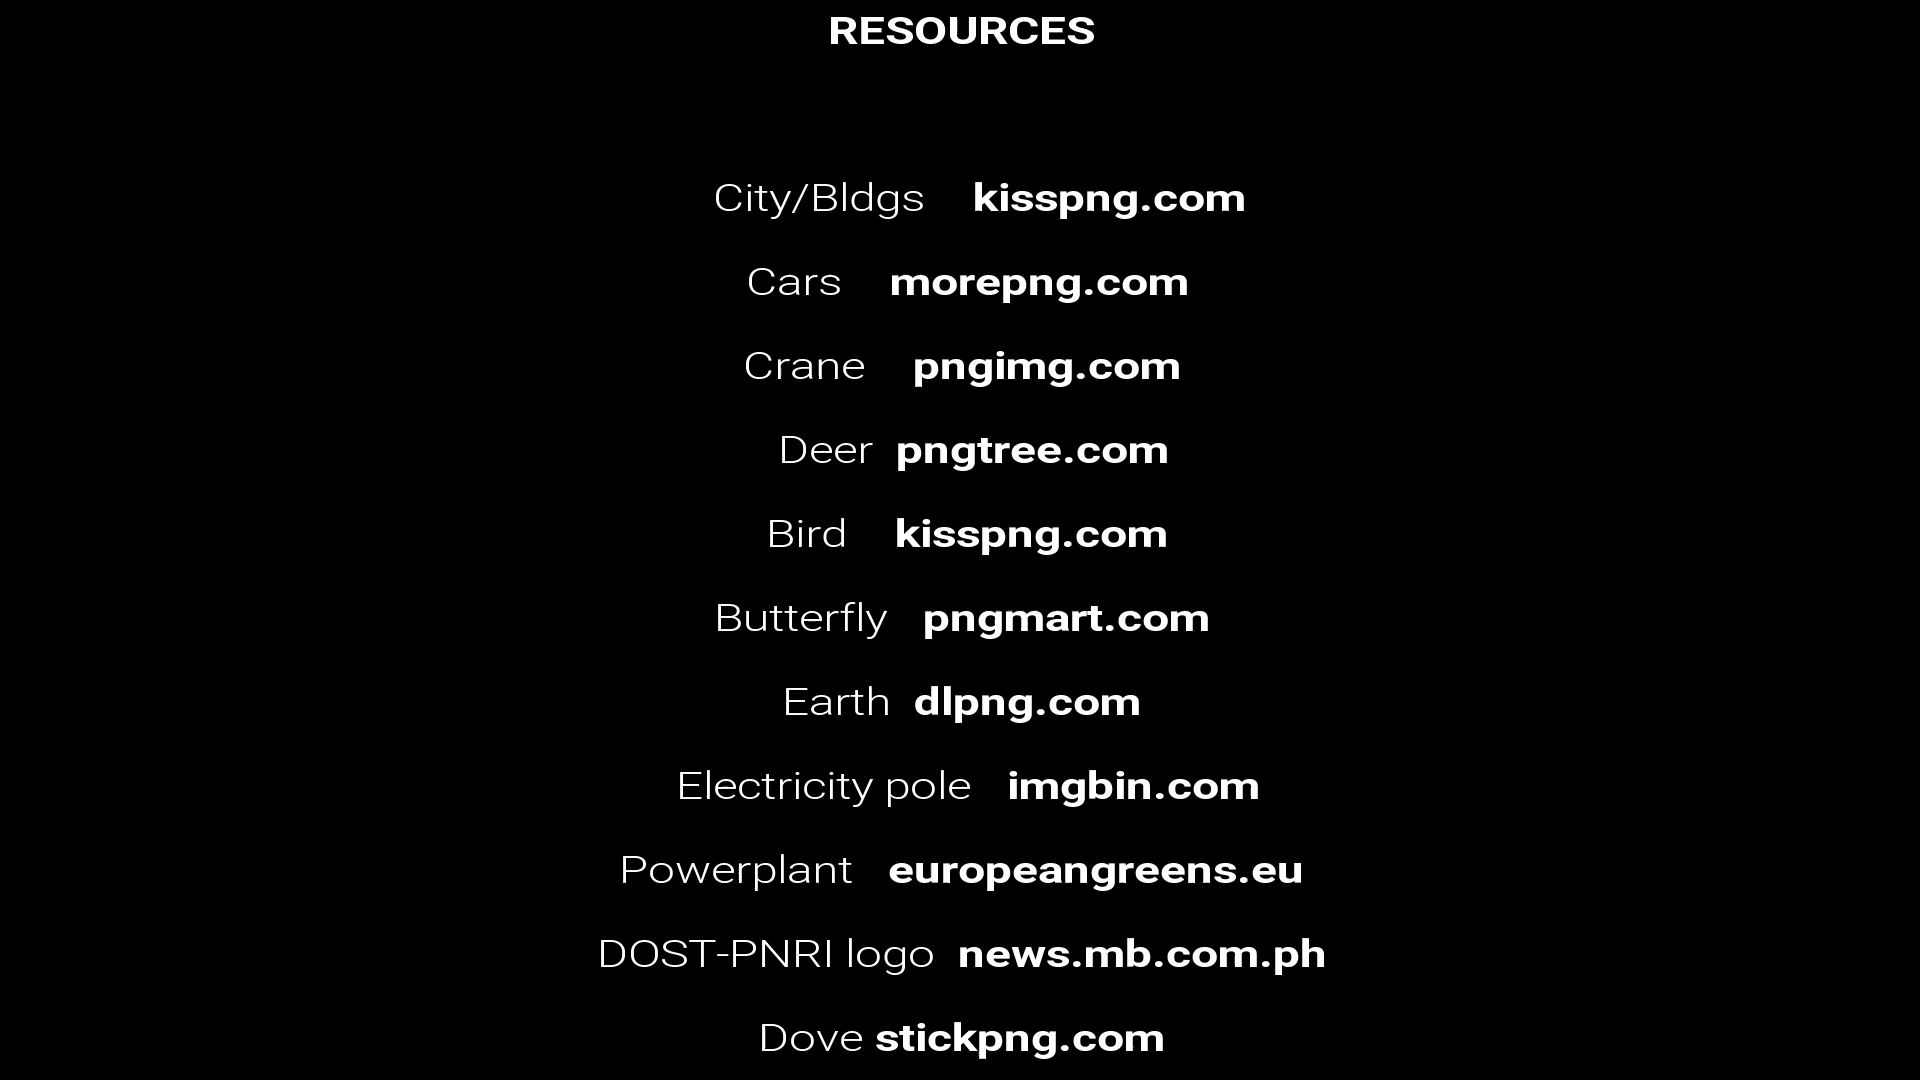 RESOURCES
City/Bldgs kisspng.com
Cars morepng.com
Crane pngimg.com
Deer pngtree.com
Bird kisspng.com
Butterfly pngmart.com
Earth dlpng.com
Electricity pole imgbin.com
Powerplant europeangreens.eu
DOST-PNRI logo news.mb.com.ph
Dove stickpng.com